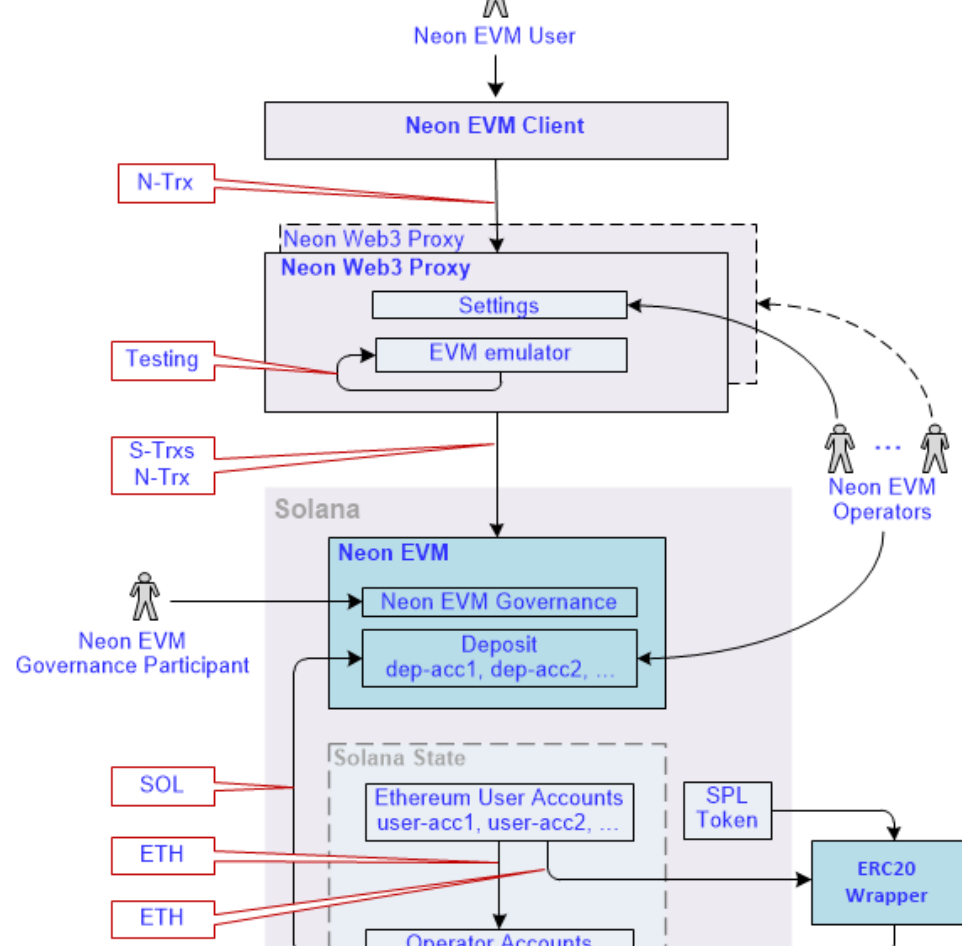 Neon EVM User
Neon EVM Client
N-Trx
Neon Web3 Proxy
Neon Web3 Proxy
Settings
EVM emulator
Testing
S-Trxs
N-Trx
...
Neon EVM
Operators
Solana
Neon EVM
Neon EVM Governance
Neon EVM
Governance Participant
Deposit
dep-acc1, dep-acc2, ...
Solana State
SOL
Ethereum User Accounts
user-acc1, user-acc2, ...
SPL
Token
ETH
ERC20
Wrapper
ETH
Operator Accounts